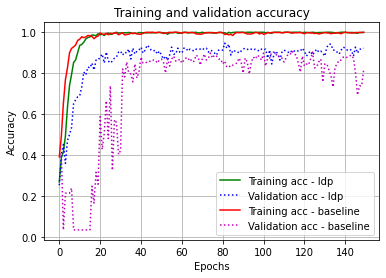 Training and validation accuracy
1.0
0.8
0.6
0.4
0.2
0.0
Accuracy
0 20 40 60 80 100 120 140
Epochs
Training acc - ldp
Validation acc - ldp
Training acc - baseline
Validation acc - baseline